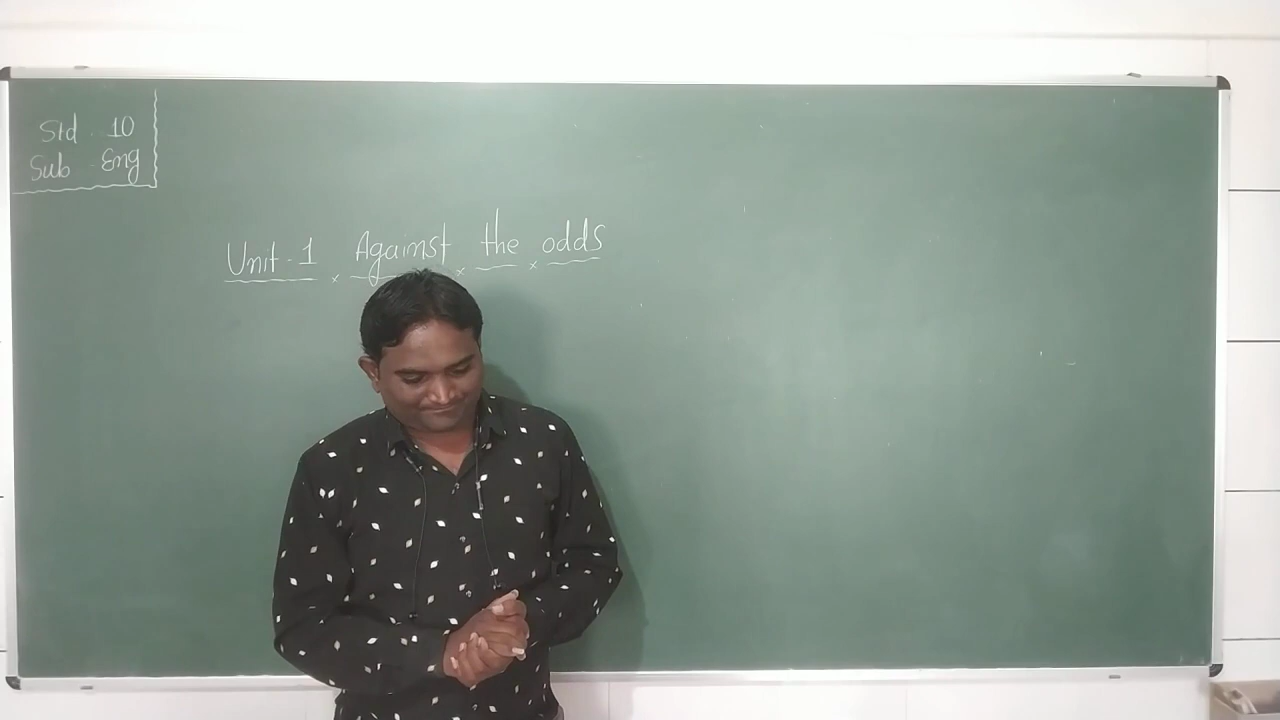 Std - 10
Sub - Eng
Unit - 1 Against the odds